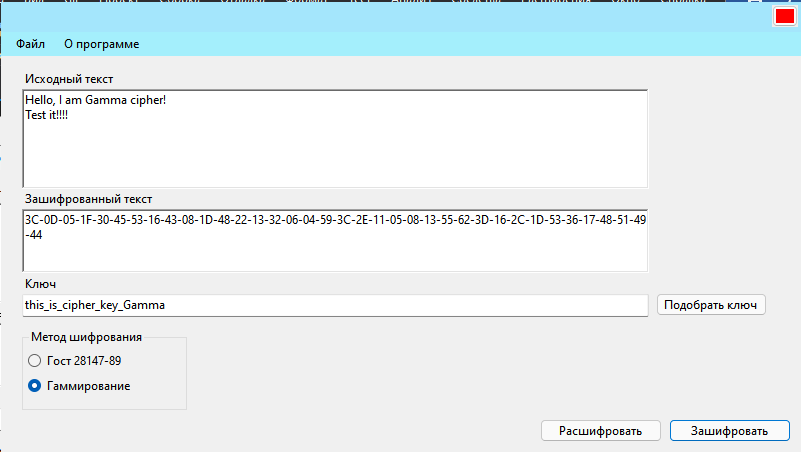 Файл О программе
Исходный текст
Hello, I am Gamma cipher!
Test it!!!!
Зашифрованный текст
3C-0D-05-1F-30-45-53-16-43-08-1D-48-22-13-32-06-04-59-3C-2E-11-05-08-13-55-62-3D-16-2C-1D-53-36-17-48-51-49
-44
Ключ
this_is_cipher_key_Gamma Подобрать ключ
Метод шифрования
Гост 28147-89
Гаммирование
Расшифровать Зашифровать